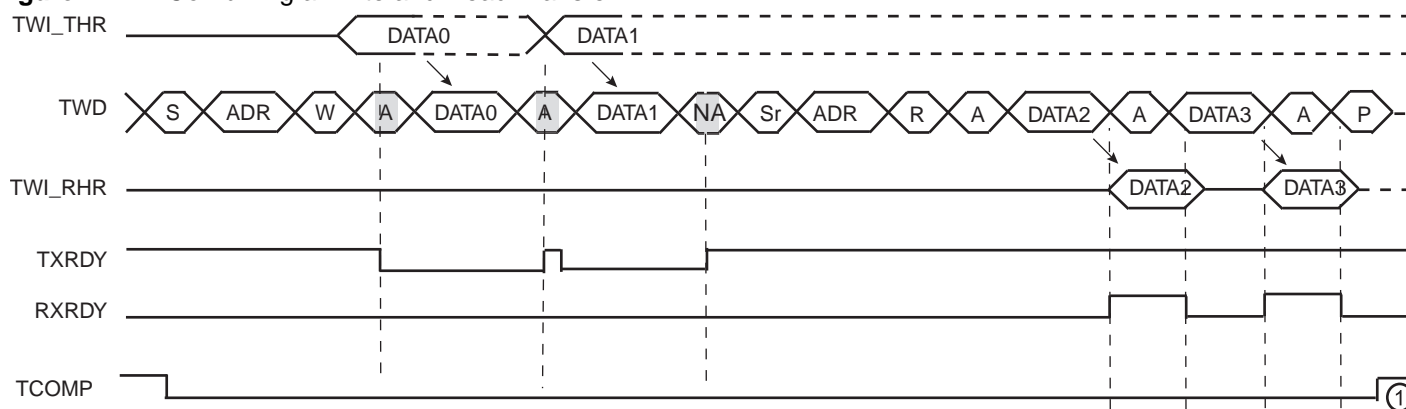 TWI_THR DATA0 DATA1
TWD S ADR W A DATA0 A DATA1 NA Sr ADR R A DATA2 A DATA3 A P
TWI_RHR DATA2 DATA3
TXRDY
RXRDY
TCOMP 1